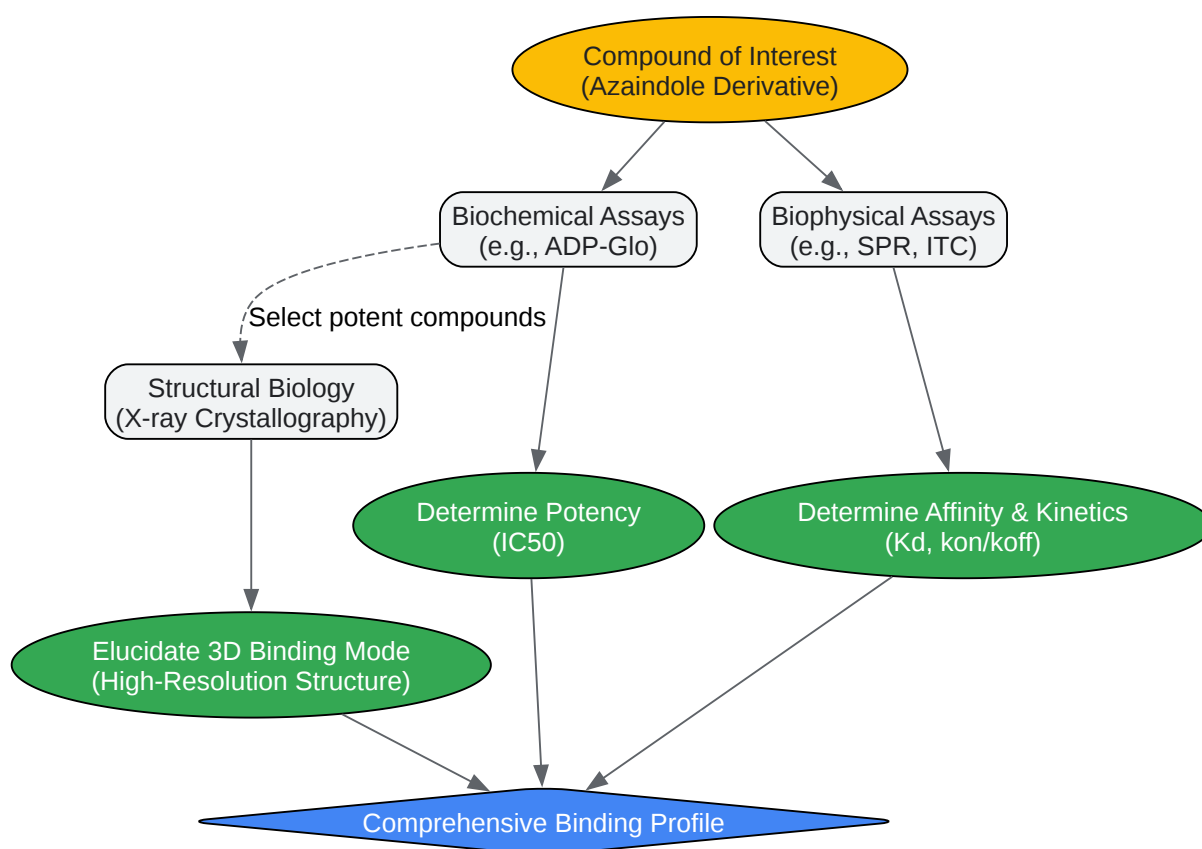 Compound of Interest
(Azaindole Derivative)
Biochemical Assays
(e.g., ADP-Glo)
Biophysical Assays
(e.g., SPR, ITC)
Select potent compounds
Structural Biology
(X-ray Crystallography)
Determine Potency
(IC50)
Determine Affinity & Kinetics
(Kd, kon/koff)
Elucidate 3D Binding Mode
(High-Resolution Structure)
Comprehensive Binding Profile